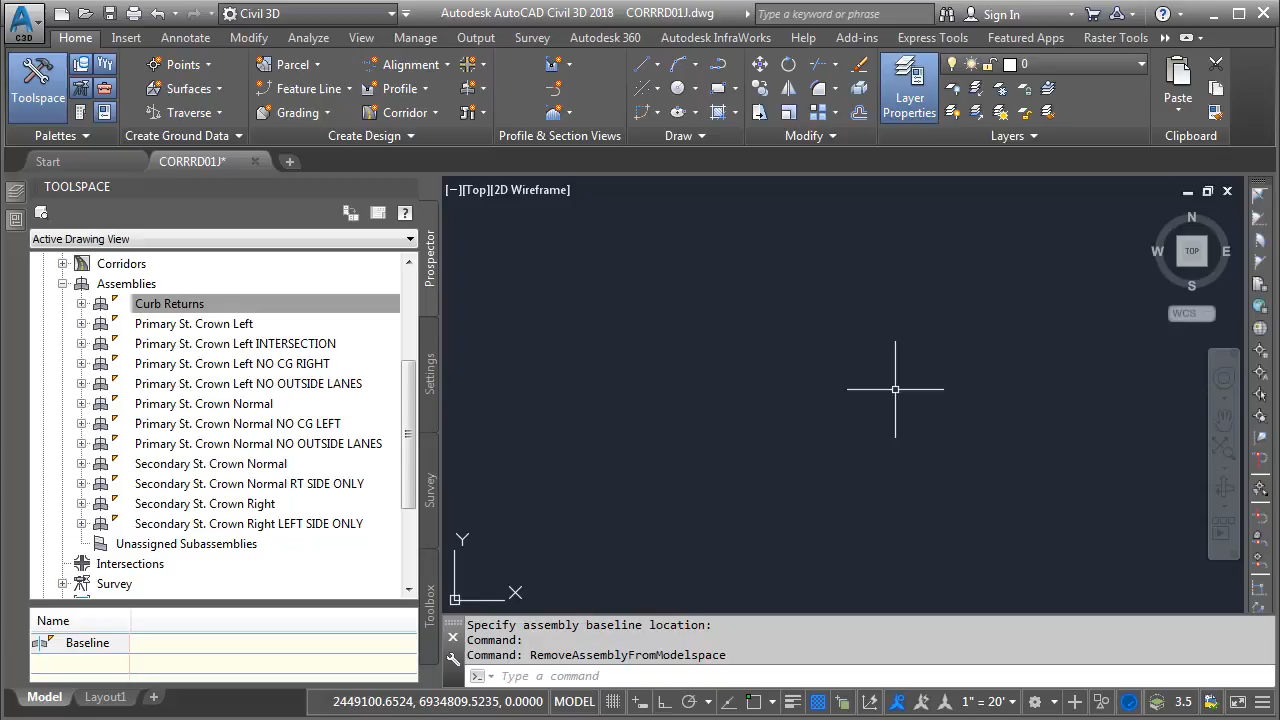 Civil 3D
Autodesk AutoCAD Civil 3D 2018 CORRRD01J.dwg
Type a keyword or phrase
Sign In
C3D
Home Insert Annotate Modify Analyze View Manage Output Survey Autodesk 360 Autodesk InfraWorks Help Add-ins Express Tools Featured Apps Raster Tools
Toolspace
Points
Surfaces
Traverse
Parcel
Feature Line
Grading
Alignment
Profile
Corridor
Layer
Properties
0
Paste
Palettes Create Ground Data Create Design Profile & Section Views Draw Modify Layers Clipboard
Start CORRRD01J*
TOOLSPACE
Active Drawing View
Corridors
Assemblies
Curb Returns
Primary St. Crown Left
Primary St. Crown Left INTERSECTION
Primary St. Crown Left NO CG RIGHT
Primary St. Crown Left NO OUTSIDE LANES
Primary St. Crown Normal
Primary St. Crown Normal NO CG LEFT
Primary St. Crown Normal NO OUTSIDE LANES
Secondary St. Crown Normal
Secondary St. Crown Normal RT SIDE ONLY
Secondary St. Crown Right
Secondary St. Crown Right LEFT SIDE ONLY
Unassigned Subassemblies
Intersections
Survey
Name
Baseline
Prospector
Settings
Survey
Toolbox
[−][Top][2D Wireframe]
N
W TOP E
S
WCS
Y
X
Specify assembly baseline location:
Command:
Command: RemoveAssemblyFromModelspace
Type a command
Model Layout1
2449100.6524, 6934809.5235, 0.0000 MODEL 1" = 20' 3.5